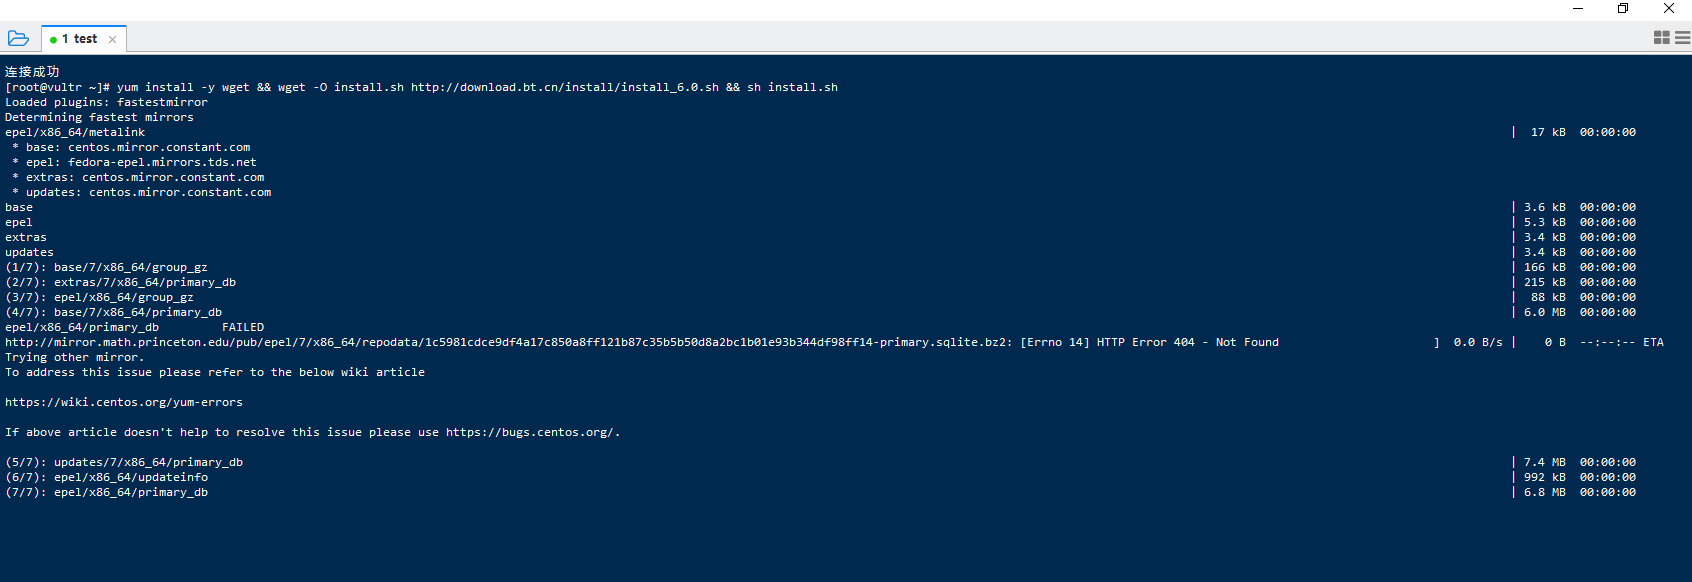 1 test ×
连接成功
[root@vultr ~]# yum install -y wget && wget -O install.sh http://download.bt.cn/install/install_6.0.sh && sh install.sh
Loaded plugins: fastestmirror
Determining fastest mirrors
epel/x86_64/metalink | 17 kB 00:00:00
* base: centos.mirror.constant.com
* epel: fedora-epel.mirrors.tds.net
* extras: centos.mirror.constant.com
* updates: centos.mirror.constant.com
base | 3.6 kB 00:00:00
epel | 5.3 kB 00:00:00
extras | 3.4 kB 00:00:00
updates | 3.4 kB 00:00:00
(1/7): base/7/x86_64/group_gz | 166 kB 00:00:00
(2/7): extras/7/x86_64/primary_db | 215 kB 00:00:00
(3/7): epel/x86_64/group_gz | 88 kB 00:00:00
(4/7): base/7/x86_64/primary_db | 6.0 MB 00:00:00
epel/x86_64/primary_db FAILED
http://mirror.math.princeton.edu/pub/epel/7/x86_64/repodata/1c5981cdce9df4a17c850a8ff121b87c35b5b50d8a2bc1b01e93b344df98ff14-primary.sqlite.bz2: [Errno 14] HTTP Error 404 - Not Found ] 0.0 B/s | 0 B --:--:-- ETA
Trying other mirror.
To address this issue please refer to the below wiki article
https://wiki.centos.org/yum-errors
If above article doesn't help to resolve this issue please use https://bugs.centos.org/.
(5/7): updates/7/x86_64/primary_db | 7.4 MB 00:00:00
(6/7): epel/x86_64/updateinfo | 992 kB 00:00:00
(7/7): epel/x86_64/primary_db | 6.8 MB 00:00:00